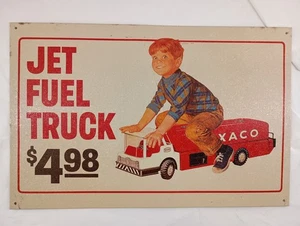 JET
FUEL
TRUCK
$4.98
XACO